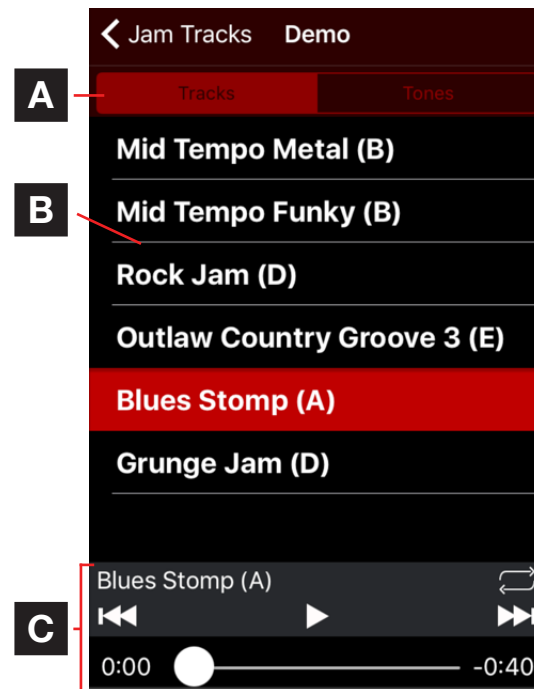 Jam Tracks Demo
A
Tracks Tones
Mid Tempo Metal (B)
B
Mid Tempo Funky (B)
Rock Jam (D)
Outlaw Country Groove 3 (E)
Blues Stomp (A)
Grunge Jam (D)
Blues Stomp (A)
C
0:00 -0:40